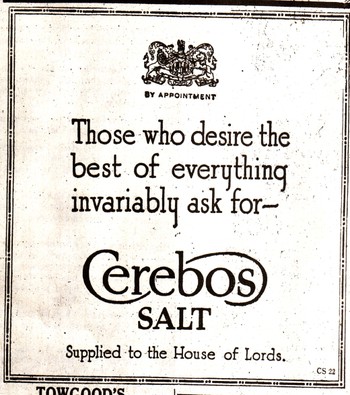 BY APPOINTMENT
Those who desire the
best of everything
invariably ask for—
Cerebos
SALT
Supplied to the House of Lords.
CS 22
TOWGOOD'S